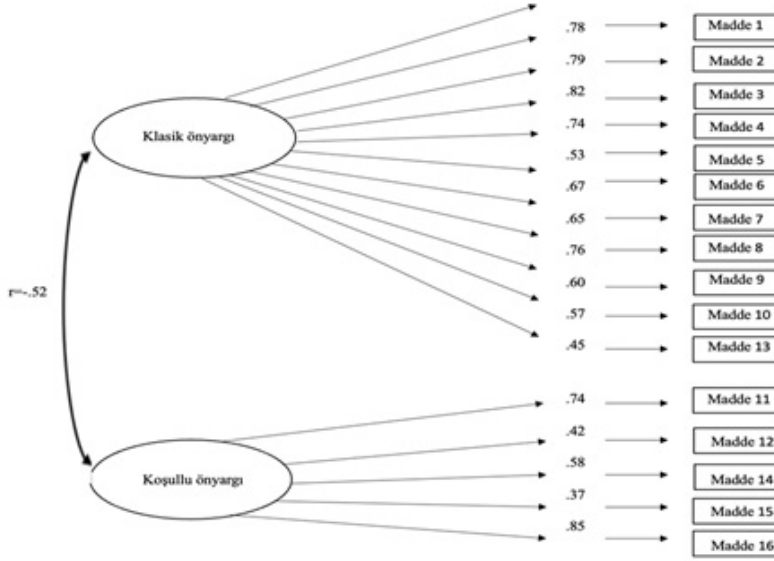 .78 Madde 1
.79 Madde 2
.82 Madde 3
.74 Madde 4
Klasik önyargı
.53 Madde 5
.67 Madde 6
.65 Madde 7
.76 Madde 8
.60 Madde 9
r=-.52
.57 Madde 10
.45 Madde 13
.74 Madde 11
.42 Madde 12
.58 Madde 14
Koşullu önyargı
.37 Madde 15
.85 Madde 16